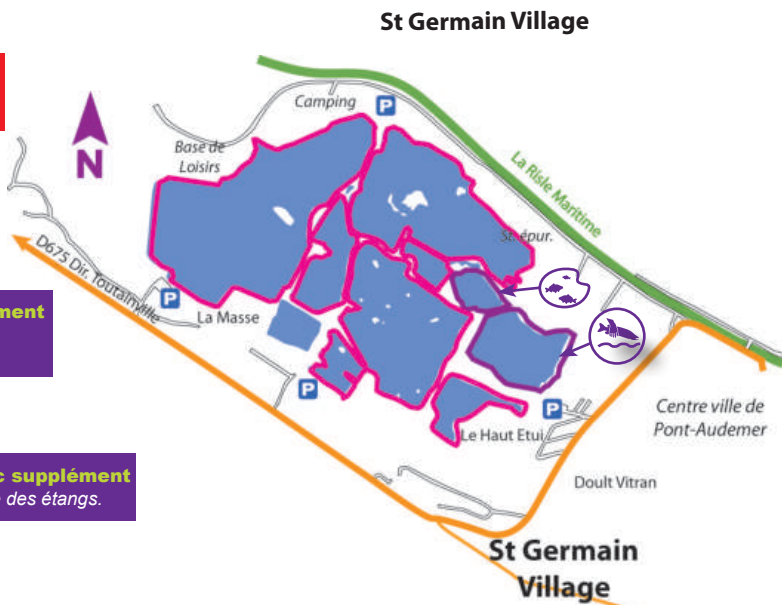 St Germain Village
Camping
P
Base de
Loisirs
N
La Risle Maritime
St. épur.
D675 Dir. Toutainville
P
La Masse
P
P
Le Haut Etui
Centre ville de
Pont-Audemer
Doult Vitran
supplément
des étangs.
St Germain
Village